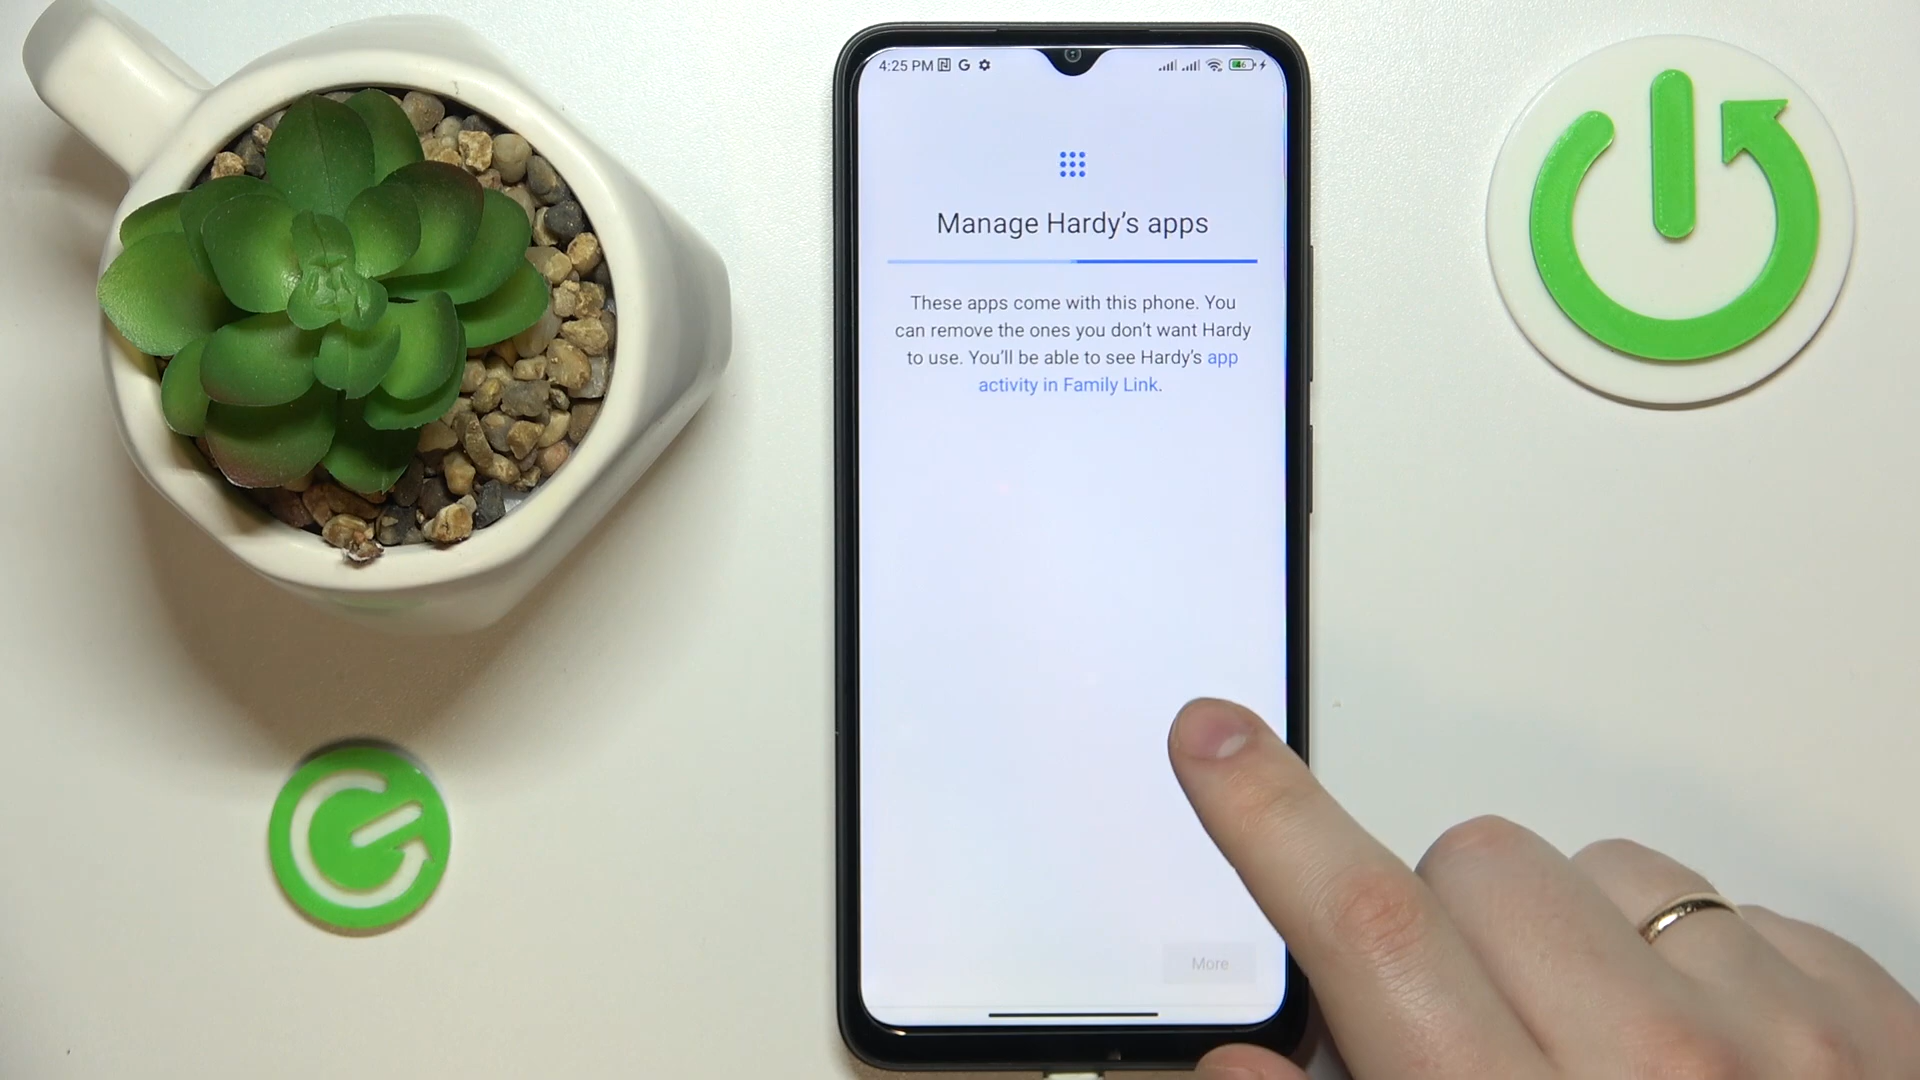 4:25 PM
46
Manage Hardy’s apps
These apps come with this phone. You
can remove the ones you don’t want Hardy
to use. You’ll be able to see Hardy’s app
activity in Family Link.
More